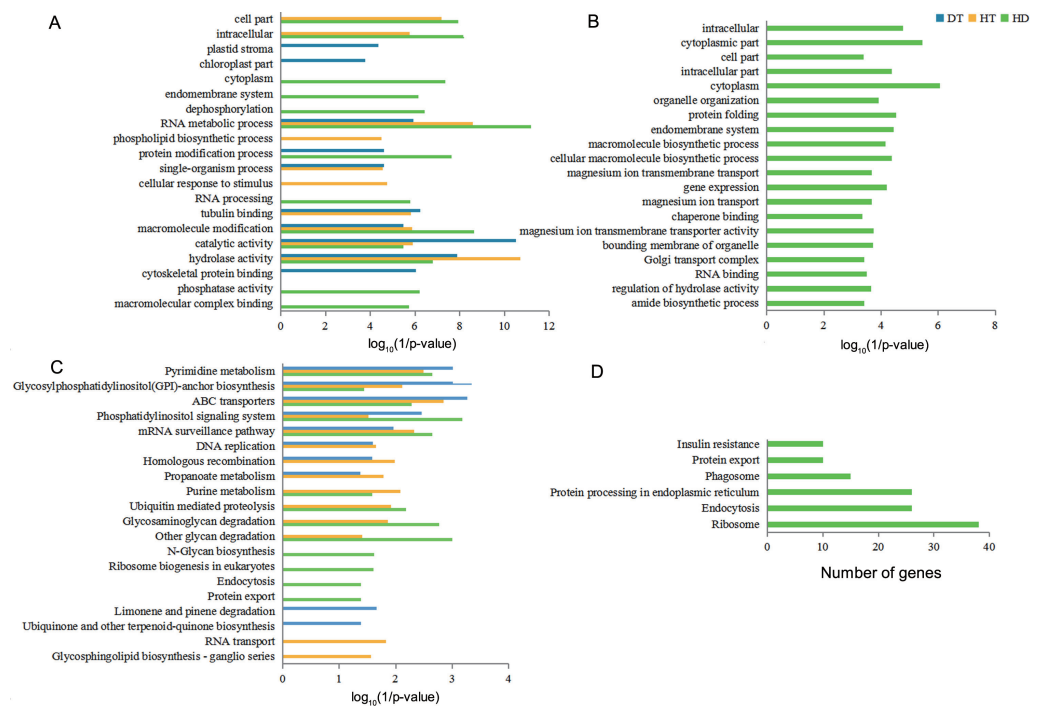 A
cell part
intracellular
plastid stroma
chloroplast part
cytoplasm
endomembrane system
dephosphorylation
RNA metabolic process
phospholipid biosynthetic process
protein modification process
single-organism process
cellular response to stimulus
RNA processing
tubulin binding
macromolecule modification
catalytic activity
hydrolase activity
cytoskeletal protein binding
phosphatase activity
macromolecular complex binding
0 2 4 6 8 10 12
log10(1/p-value)
B
DT HT HD
intracellular
cytoplasmic part
cell part
intracellular part
cytoplasm
organelle organization
protein folding
endomembrane system
macromolecule biosynthetic process
cellular macromolecule biosynthetic process
magnesium ion transmembrane transport
gene expression
magnesium ion transport
chaperone binding
magnesium ion transmembrane transporter activity
bounding membrane of organelle
Golgi transport complex
RNA binding
regulation of hydrolase activity
amide biosynthetic process
0 2 4 6 8
log10(1/p-value)
C
Pyrimidine metabolism
Glycosylphosphatidylinositol(GPI)-anchor biosynthesis
ABC transporters
Phosphatidylinositol signaling system
mRNA surveillance pathway
DNA replication
Homologous recombination
Propanoate metabolism
Purine metabolism
Ubiquitin mediated proteolysis
Glycosaminoglycan degradation
Other glycan degradation
N-Glycan biosynthesis
Ribosome biogenesis in eukaryotes
Endocytosis
Protein export
Limonene and pinene degradation
Ubiquinone and other terpenoid-quinone biosynthesis
RNA transport
Glycosphingolipid biosynthesis - ganglio series
0 1 2 3 4
log10(1/p-value)
D
Insulin resistance
Protein export
Phagosome
Protein processing in endoplasmic reticulum
Endocytosis
Ribosome
0 10 20 30 40
Number of genes